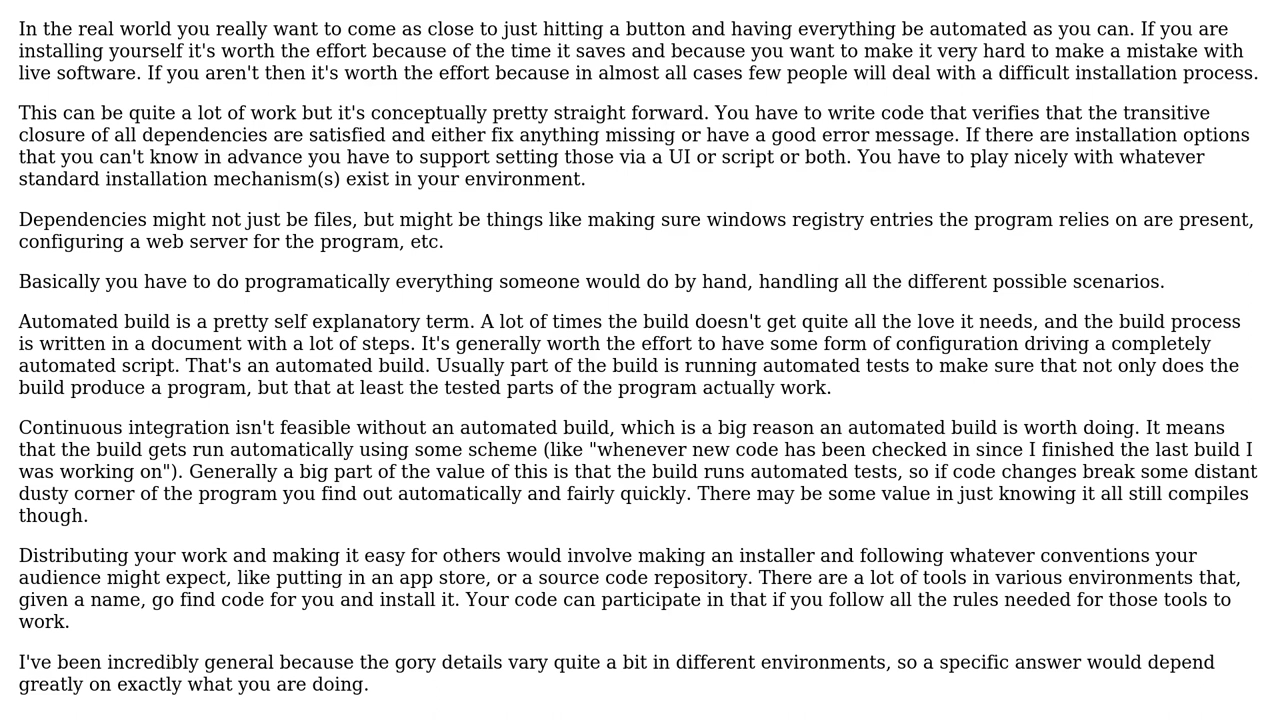 In the real world you really want to come as close to just hitting a button and having everything be automated as you can. If you are
installing yourself it's worth the effort because of the time it saves and because you want to make it very hard to make a mistake with
live software. If you aren't then it's worth the effort because in almost all cases few people will deal with a difficult installation process.
This can be quite a lot of work but it's conceptually pretty straight forward. You have to write code that verifies that the transitive
closure of all dependencies are satisfied and either fix anything missing or have a good error message. If there are installation options
that you can't know in advance you have to support setting those via a UI or script or both. You have to play nicely with whatever
standard installation mechanism(s) exist in your environment.
Dependencies might not just be files, but might be things like making sure windows registry entries the program relies on are present,
configuring a web server for the program, etc.
Basically you have to do programatically everything someone would do by hand, handling all the different possible scenarios.
Automated build is a pretty self explanatory term. A lot of times the build doesn't get quite all the love it needs, and the build process
is written in a document with a lot of steps. It's generally worth the effort to have some form of configuration driving a completely
automated script. That's an automated build. Usually part of the build is running automated tests to make sure that not only does the
build produce a program, but that at least the tested parts of the program actually work.
Continuous integration isn't feasible without an automated build, which is a big reason an automated build is worth doing. It means
that the build gets run automatically using some scheme (like "whenever new code has been checked in since I finished the last build I
was working on"). Generally a big part of the value of this is that the build runs automated tests, so if code changes break some distant
dusty corner of the program you find out automatically and fairly quickly. There may be some value in just knowing it all still compiles
though.
Distributing your work and making it easy for others would involve making an installer and following whatever conventions your
audience might expect, like putting in an app store, or a source code repository. There are a lot of tools in various environments that,
given a name, go find code for you and install it. Your code can participate in that if you follow all the rules needed for those tools to
work.
I've been incredibly general because the gory details vary quite a bit in different environments, so a specific answer would depend
greatly on exactly what you are doing.